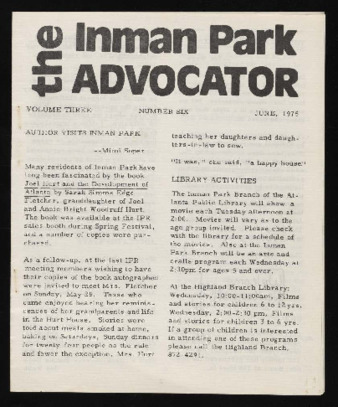 the Inman Park
ADVOCATOR
VOLUME THREE NUMBER SIX JUNE, 1975
AUTHOR VISITS INMAN PARK
--Mimi Super
Many residents of Inman Park have
long been fascinated by the book
Joel Hurt and the Development of
Atlanta by Sarah Simms Edge
Fletcher, granddaughter of Joel
and Annie Bright Woodruff Hurt.
The book was available at the IPR
sales booth during Spring Festival,
and a number of copies were pur-
chased.
As a follow-up, at the last IPR
meeting members wishing to have
their copies of the book autographed
were invited to meet Mrs. Fletcher
on Sunday, May. Those who
came enjoyed hearing her reminis-
cences of her grandparents and life
in the Hurt House. Stories were
told about meals smoked at home,
baking on Saturdays, Sunday dinners
for twenty-four people as the rule
and fewer the exception. Mrs. Hurt
teaching her daughters and daugh-
ters-in-law to sew.
"It was," she said, "a happy house."
LIBRARY ACTIVITIES
The Inman Park Branch of the At-
lanta Public Library will show a
movie each Tuesday afternoon at
2:00. Movies will vary as to the
age group invited. Please check
with the library for a schedule of
the movies. Also at the Inman
Park Branch will be an arts and
crafts program each Wednesday at
2:30pm for ages 5 and over.
At the Highland Branch Library:
Wednesday, 10:00-11:00am, Films
and stories for children 6 to 12yrs.
Wednesday, 2:00-2:30 pm, Films
and stories for children 3 to 6 yrs.
If a group of children is interested
in attending one of these programs
please call the Highland Branch,
872-4291.